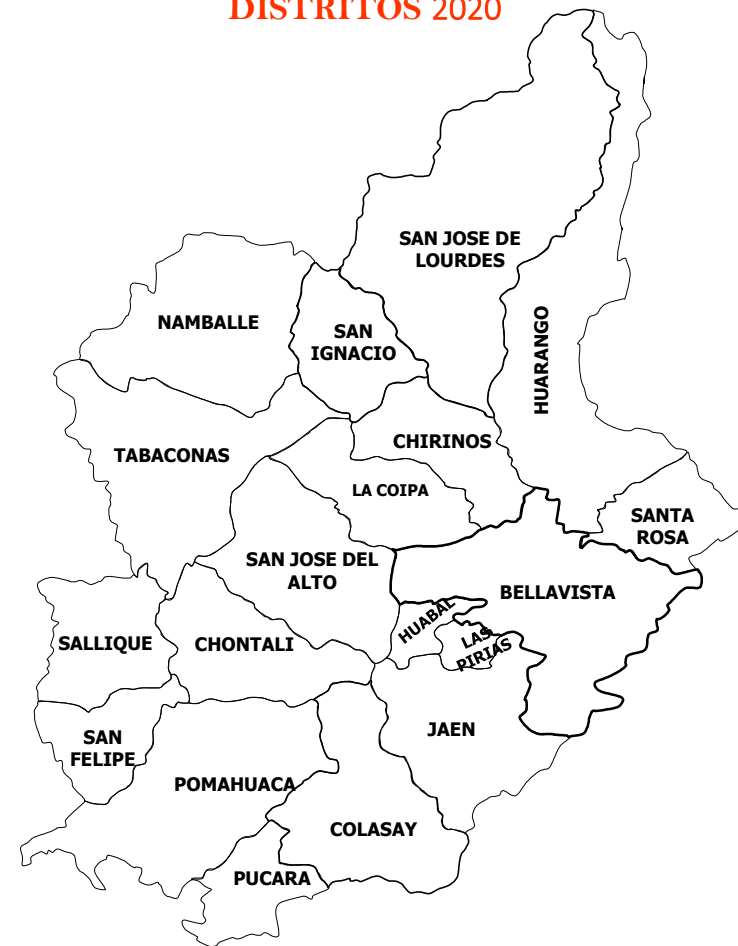 DISTRITOS 2020
SAN JOSE DE
LOURDES
NAMBALLE
SAN
IGNACIO
HUARANGO
CHIRINOS
TABACONAS
LA COIPA
SANTA
ROSA
SAN JOSE DEL
ALTO
BELLAVISTA
HUABAL
LAS
PIRIAS
SALLIQUE
CHONTALI
JAEN
SAN
FELIPE
POMAHUACA
COLASAY
PUCARA